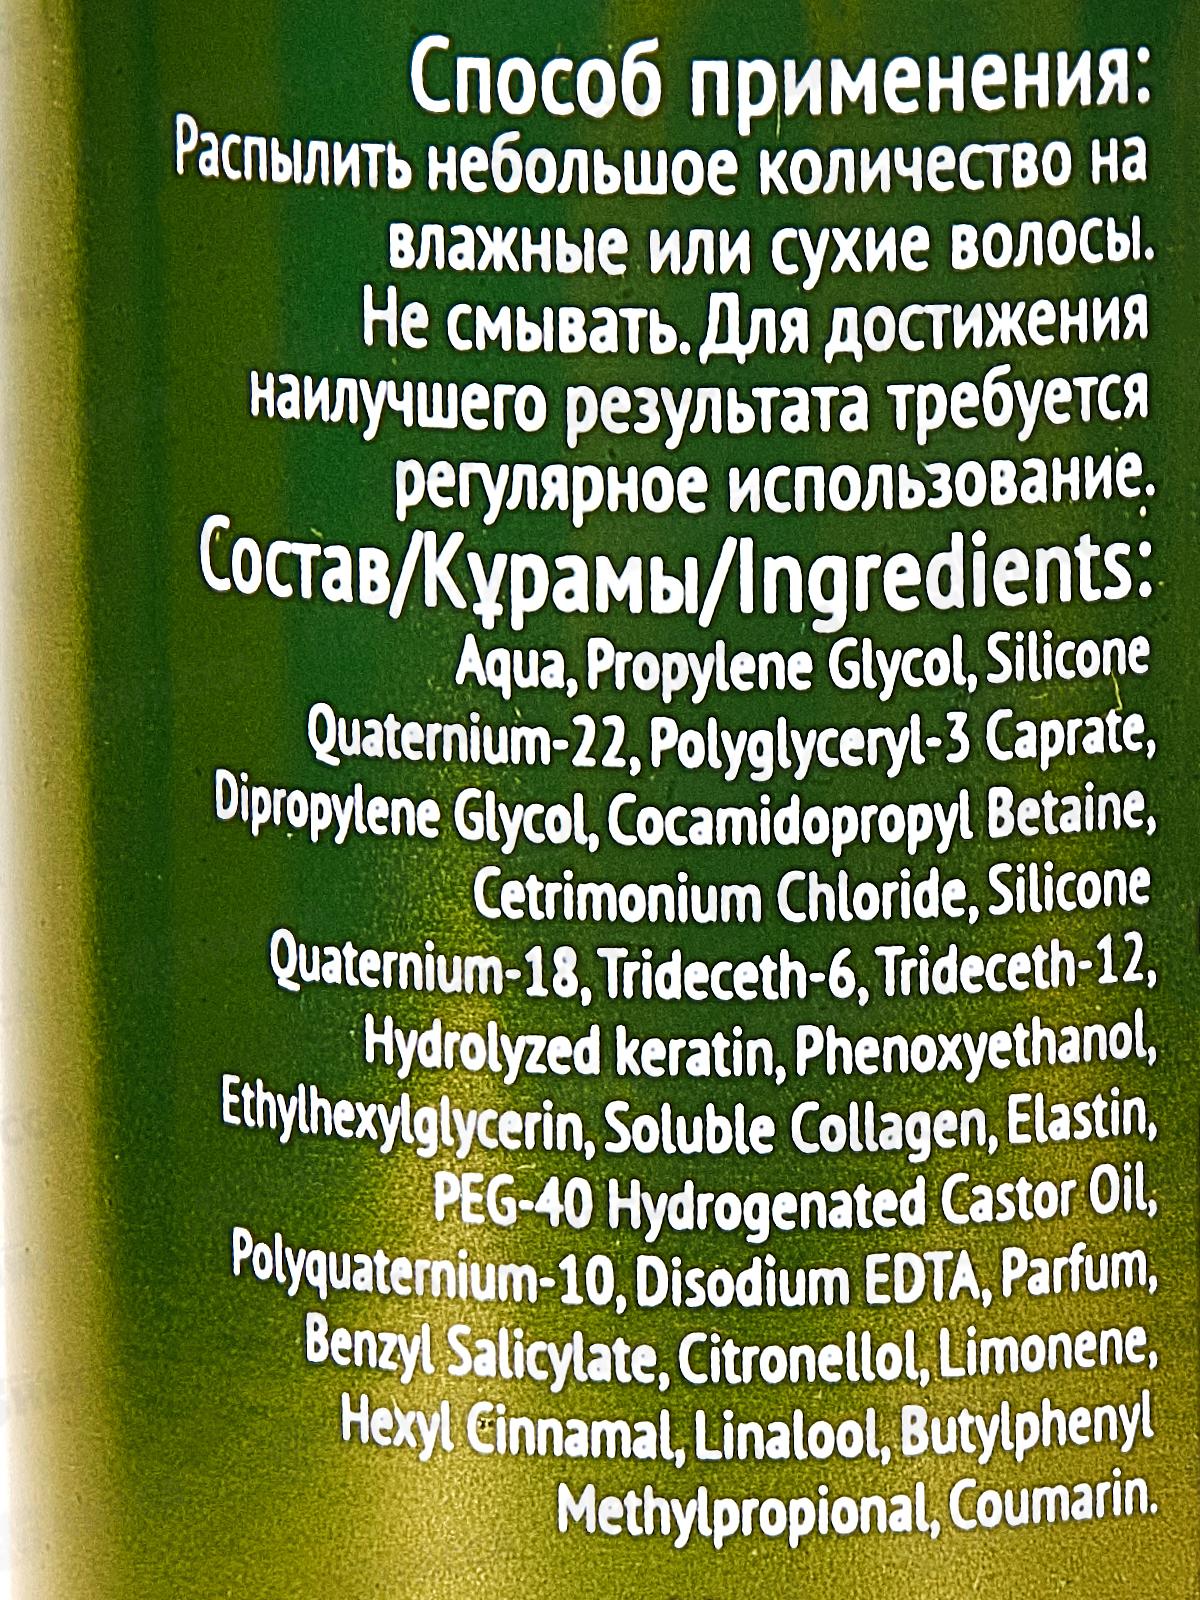 Способ применения:
Распылить небольшое количество на
влажные или сухие волосы.
Не смывать. Для достижения
наилучшего результата требуется
регулярное использование.
Состав/Құрамы/Ingredients:
Aqua, Propylene Glycol, Silicone
Quaternium-22, Polyglyceryl-3 Caprate,
Dipropylene Glycol, Cocamidopropyl Betaine,
Cetrimonium Chloride, Silicone
Quaternium-18, Trideceth-6, Trideceth-12,
Hydrolyzed keratin, Phenoxyethanol,
Ethylhexylglycerin, Soluble Collagen, Elastin,
PEG-40 Hydrogenated Castor Oil,
Polyquaternium-10, Disodium EDTA, Parfum,
Benzyl Salicylate, Citronellol, Limonene,
Hexyl Cinnamal, Linalool, Butylphenyl
Methylpropional, Coumarin.